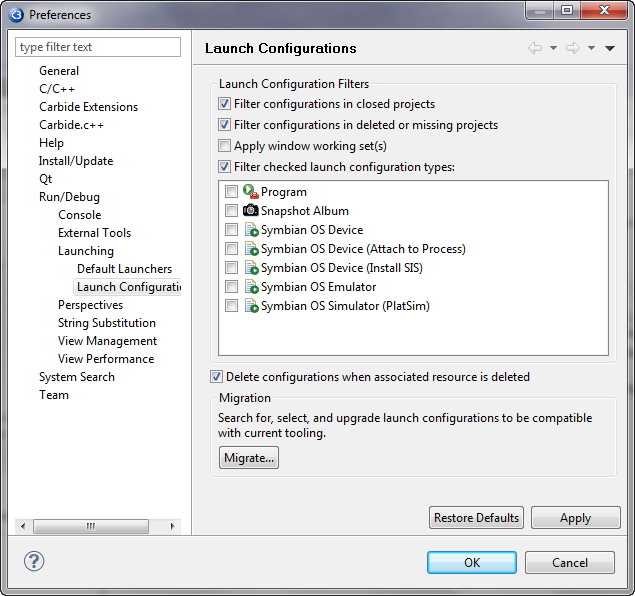 Preferences
type filter text
General
C/C++
Carbide Extensions
Carbide.c++
Help
Install/Update
Qt
Run/Debug
Console
External Tools
Launching
Default Launchers
Launch Configuratio
Perspectives
String Substitution
View Management
View Performance
System Search
Team
Launch Configurations
Launch Configuration Filters
Filter configurations in closed projects
Filter configurations in deleted or missing projects
Apply window working set(s)
Filter checked launch configuration types:
Program
Snapshot Album
Symbian OS Device
Symbian OS Device (Attach to Process)
Symbian OS Device (Install SIS)
Symbian OS Emulator
Symbian OS Simulator (PlatSim)
Delete configurations when associated resource is deleted
Migration
Search for, select, and upgrade launch configurations to be compatible
with current tooling.
Migrate...
Restore Defaults
Apply
OK
Cancel